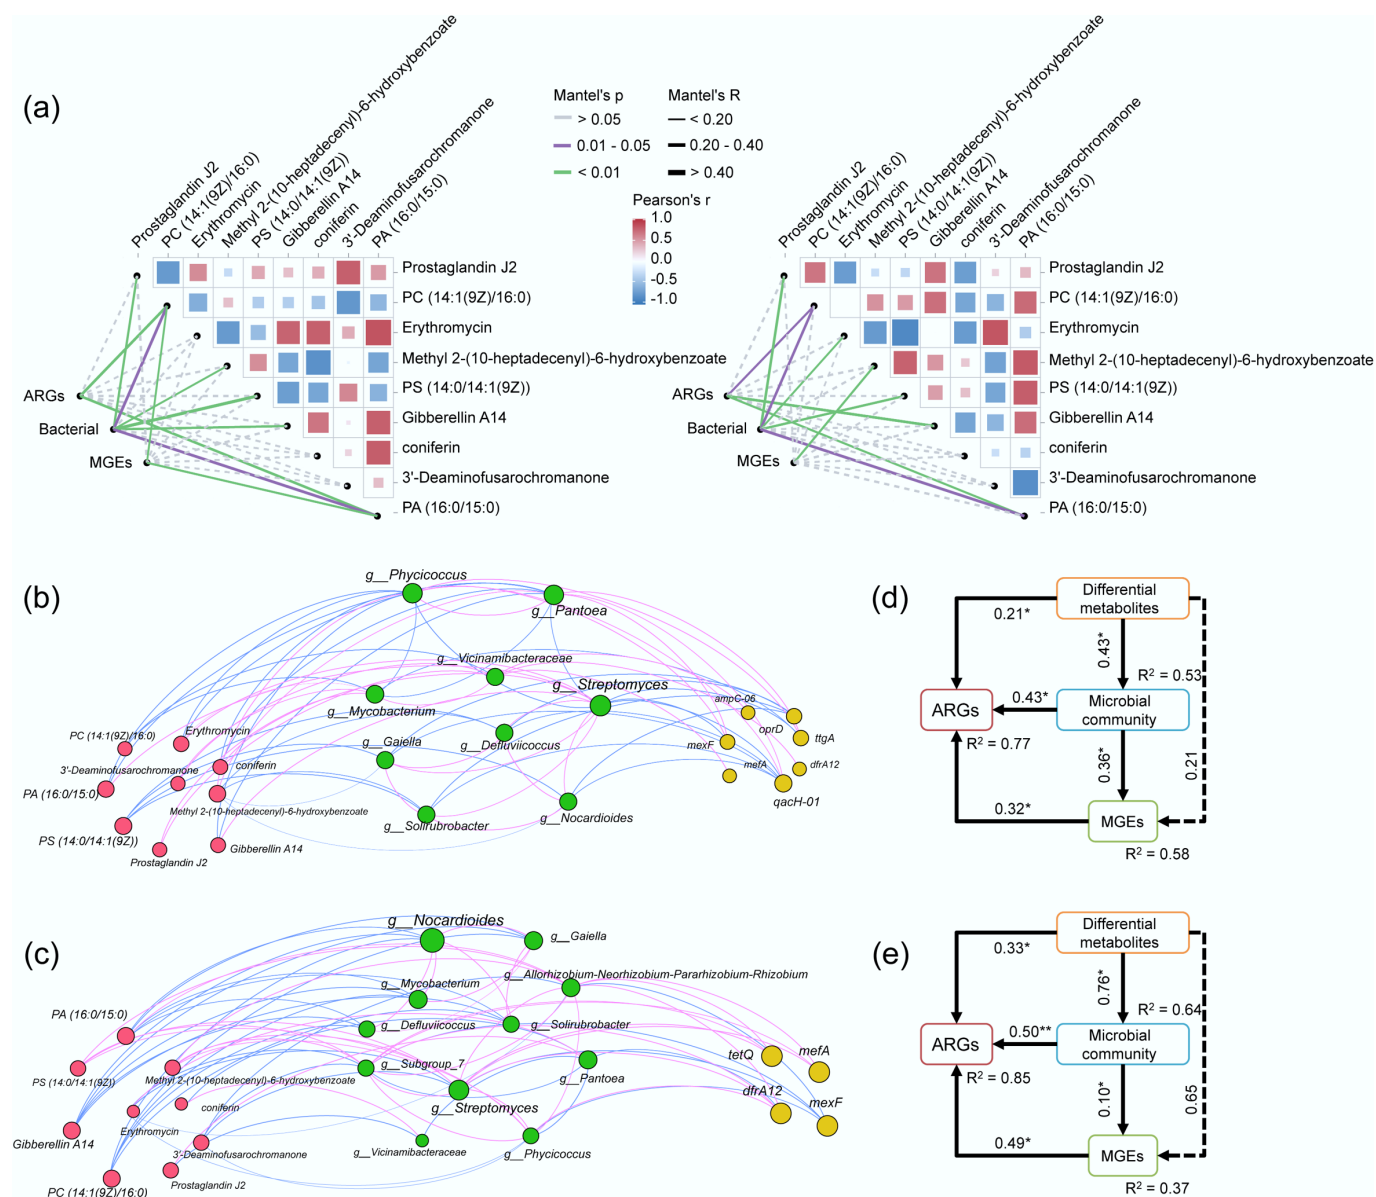 (a)
Mantel's p
> 0.05
0.01 - 0.05
< 0.01
Mantel's R
< 0.20
0.20 - 0.40
> 0.40
Pearson's r
1.0
0.5
0.0
-0.5
-1.0
Prostaglandin J2
PC (14:1(9Z)/16:0)
Erythromycin
Methyl 2-(10-heptadecenyl)-6-hydroxybenzoate
PS (14:0/14:1(9Z))
Gibberellin A14
coniferin
3'-Deaminofusarochromanone
PA (16:0/15:0)
Prostaglandin J2
PC (14:1(9Z)/16:0)
Erythromycin
Methyl 2-(10-heptadecenyl)-6-hydroxybenzoate
PS (14:0/14:1(9Z))
Gibberellin A14
coniferin
3'-Deaminofusarochromanone
PA (16:0/15:0)
ARGs
Bacterial
MGEs
Prostaglandin J2
PC (14:1(9Z)/16:0)
Erythromycin
Methyl 2-(10-heptadecenyl)-6-hydroxybenzoate
PS (14:0/14:1(9Z))
Gibberellin A14
coniferin
3'-Deaminofusarochromanone
PA (16:0/15:0)
Prostaglandin J2
PC (14:1(9Z)/16:0)
Erythromycin
Methyl 2-(10-heptadecenyl)-6-hydroxybenzoate
PS (14:0/14:1(9Z))
Gibberellin A14
coniferin
3'-Deaminofusarochromanone
PA (16:0/15:0)
ARGs
Bacterial
MGEs
(b)
g__Phycicoccus
g__Pantoea
g__Vicinamibacteraceae
g__Streptomyces
g__Mycobacterium
g__Defluviicoccus
g__Gaiella
g__Solirubrobacter
g__Nocardioides
PC (14:1(9Z)/16:0)
Erythromycin
3'-Deaminofusarochromanone
coniferin
PA (16:0/15:0)
Methyl 2-(10-heptadecenyl)-6-hydroxybenzoate
PS (14:0/14:1(9Z))
Prostaglandin J2
Gibberellin A14
ampC-06
oprD
ttgA
mexF
mefA
dfrA12
qacH-01
(d)
Differential
metabolites
0.21*
0.43*
R² = 0.53
ARGs
0.43*
Microbial
community
R² = 0.77
0.36*
0.21
0.32*
MGEs
R² = 0.58
(c)
g__Nocardioides
g__Gaiella
g__Mycobacterium
g__Allorhizobium-Neorhizobium-Pararhizobium-Rhizobium
g__Defluviicoccus
g__Solirubrobacter
g__Subgroup_7
g__Pantoea
g__Streptomyces
g__Vicinamibacteraceae
g__Phycicoccus
PA (16:0/15:0)
PS (14:0/14:1(9Z))
Methyl 2-(10-heptadecenyl)-6-hydroxybenzoate
coniferin
Erythromycin
Gibberellin A14
3'-Deaminofusarochromanone
Prostaglandin J2
PC (14:1(9Z)/16:0)
tetQ
mefA
dfrA12
mexF
(e)
Differential
metabolites
0.33*
0.76*
R² = 0.64
ARGs
0.50**
Microbial
community
R² = 0.85
0.10*
0.65
0.49*
MGEs
R² = 0.37